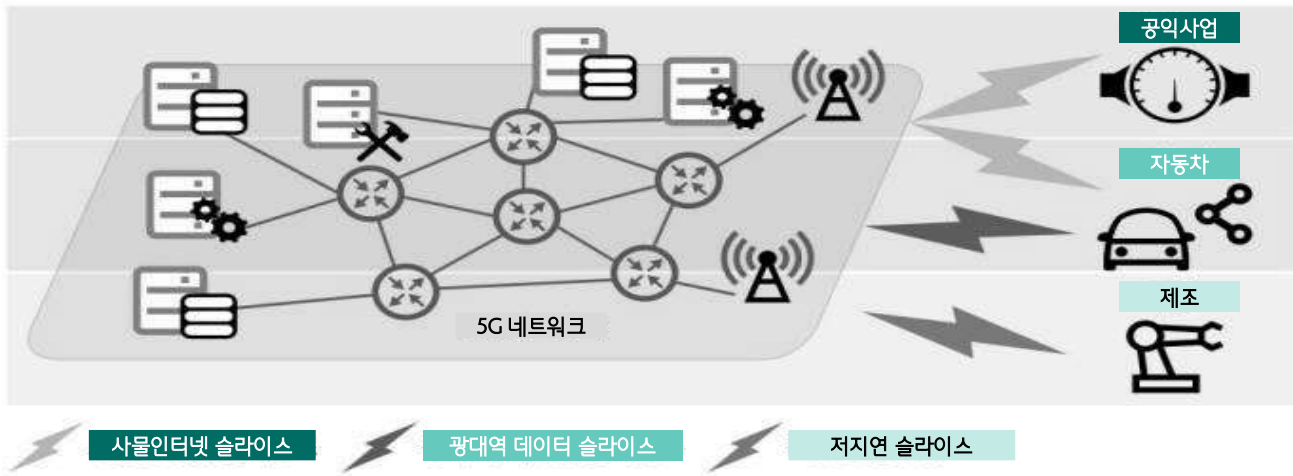 공익사업
자동차
제조
5G 네트워크
사물인터넷 슬라이스
광대역 데이터 슬라이스
저지연 슬라이스